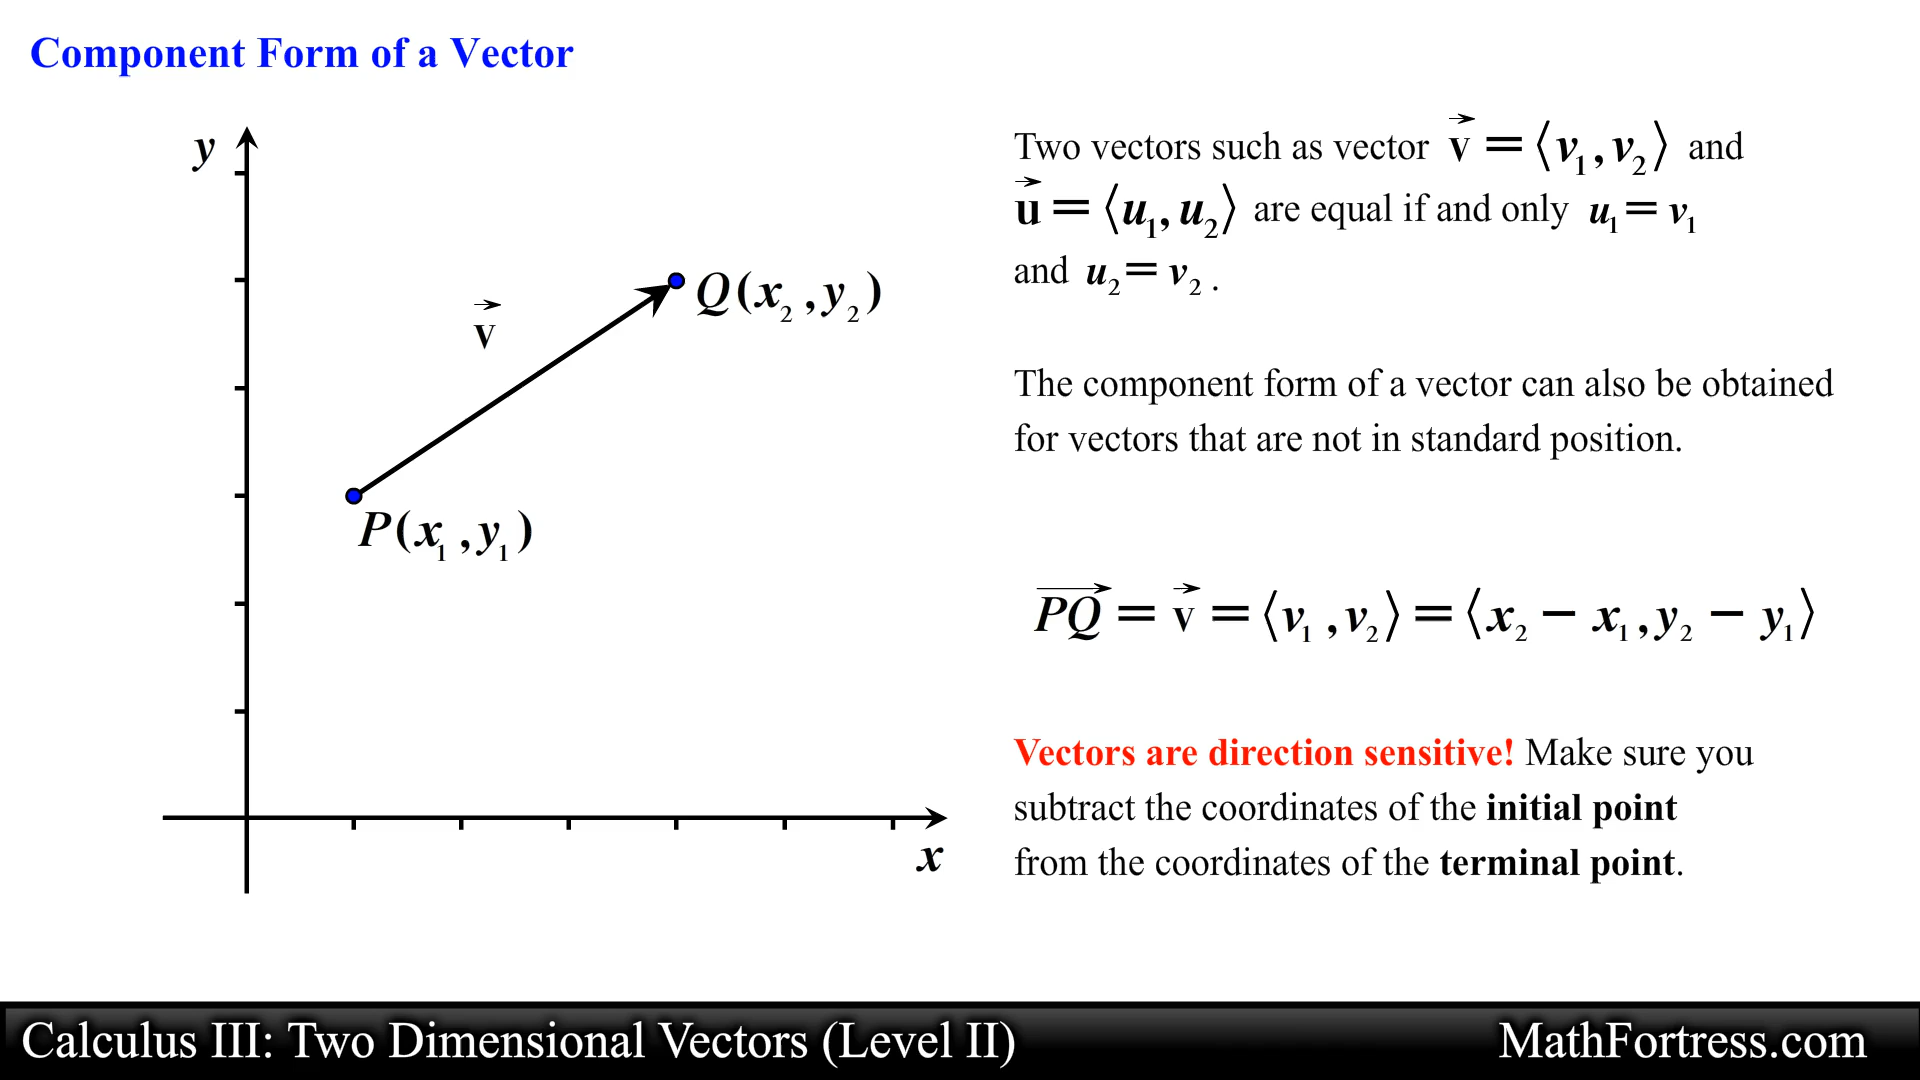 Component Form of a Vector
y
Q(x₂ ,y₂)
v⃗
P(x₁ ,y₁)
x
Two vectors such as vector v⃗ = ⟨v₁, v₂⟩ and
u⃗ = ⟨u₁, u₂⟩ are equal if and only u₁ = v₁
and u₂ = v₂ .
The component form of a vector can also be obtained
for vectors that are not in standard position.
P͞Q⃗ = v⃗ = ⟨v₁ ,v₂⟩ = ⟨x₂ − x₁, y₂ − y₁⟩
Vectors are direction sensitive! Make sure you
subtract the coordinates of the initial point
from the coordinates of the terminal point.
Calculus III: Two Dimensional Vectors (Level II)
MathFortress.com